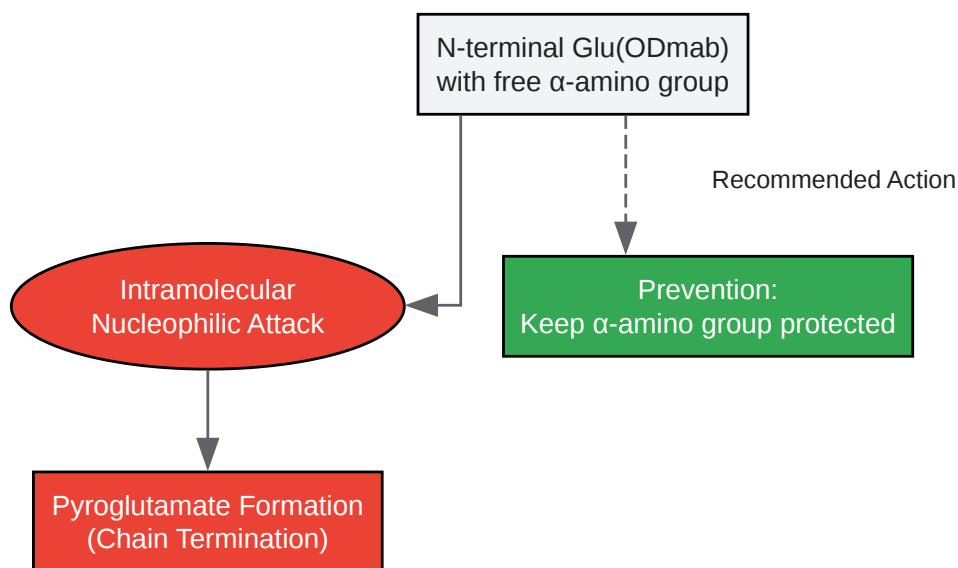 N-terminal Glu(ODmab)
with free α-amino group
Recommended Action
Intramolecular
Nucleophilic Attack
Prevention:
Keep α-amino group protected
Pyroglutamate Formation
(Chain Termination)